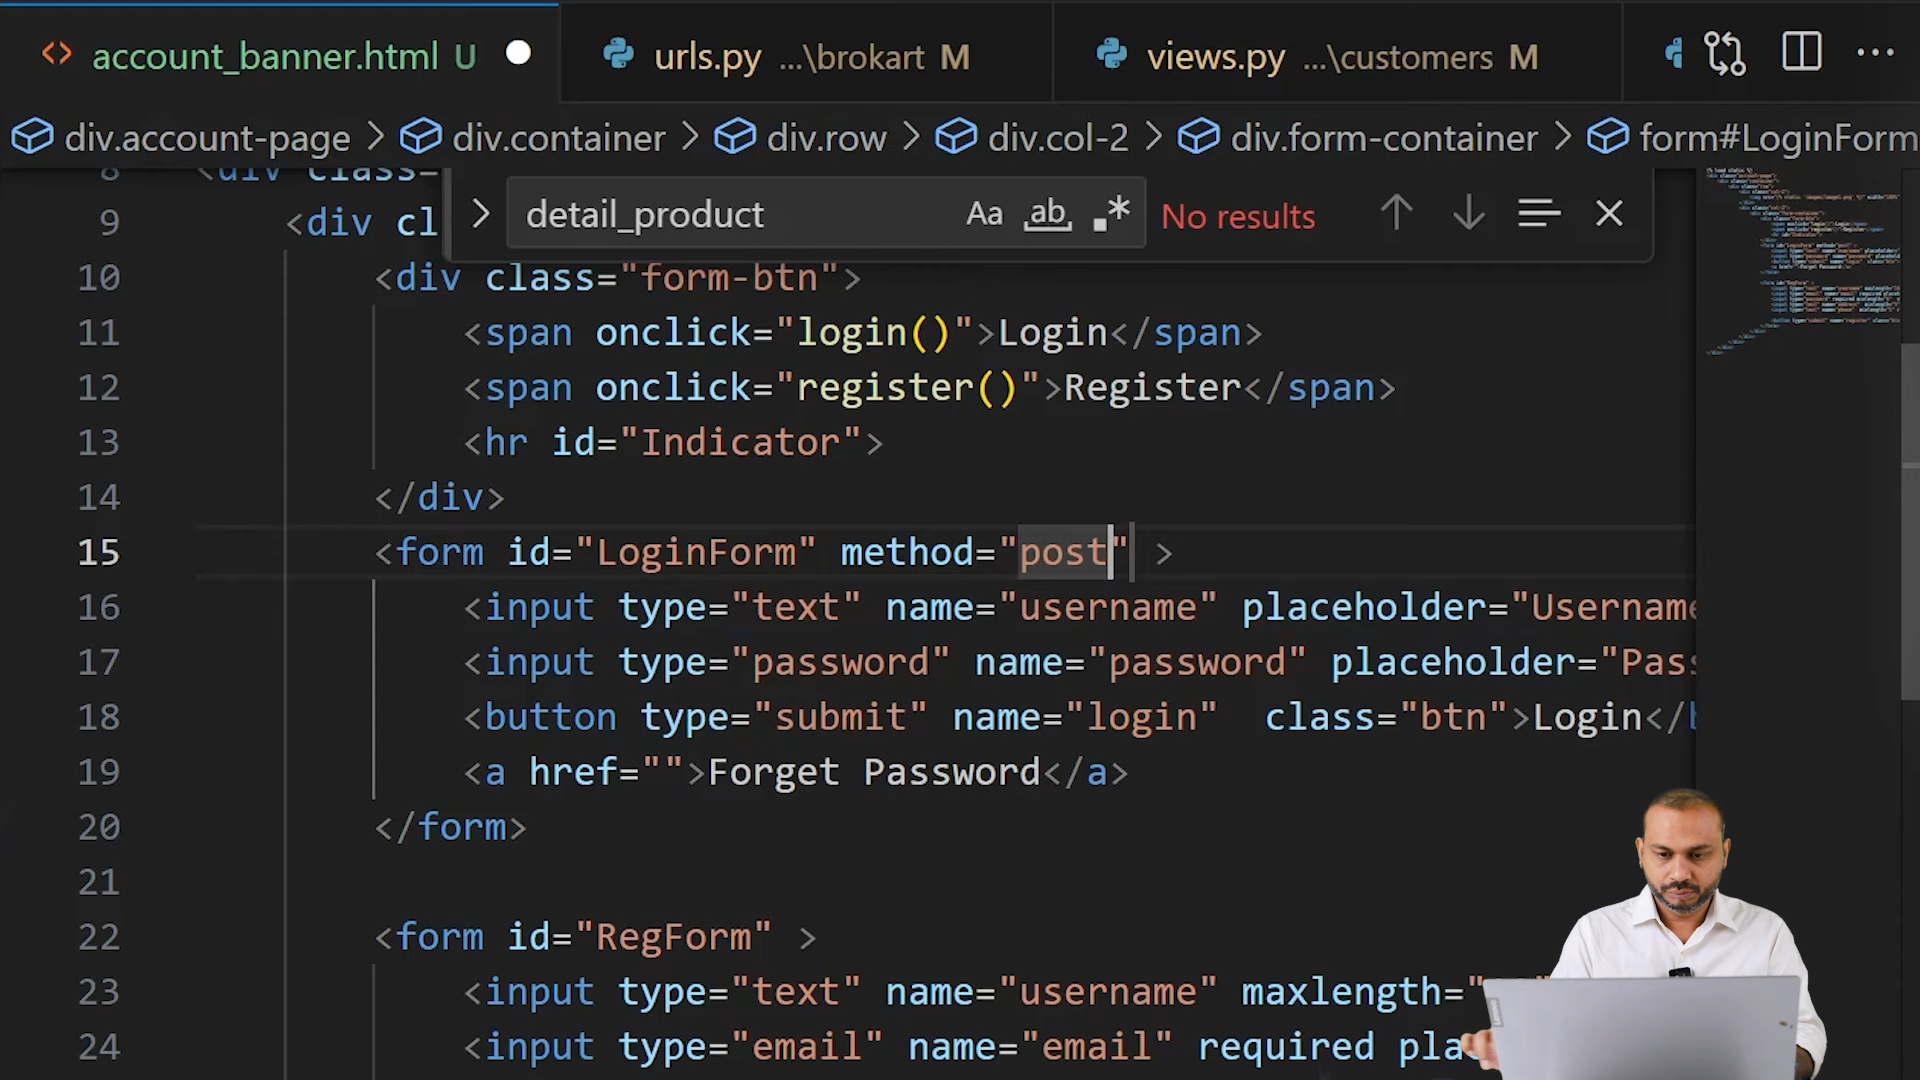 account_banner.html U
urls.py ...\brokart M
views.py ...\customers M
div.account-page > div.container > div.row > div.col-2 > div.form-container > form#LoginForm
detail_product Aa ab .* No results
8 <div class=
9 <div cl
10 <div class="form-btn">
11 <span onclick="login()">Login</span>
12 <span onclick="register()">Register</span>
13 <hr id="Indicator">
14 </div>
15 <form id="LoginForm" method="post" >
16 <input type="text" name="username" placeholder="Username
17 <input type="password" name="password" placeholder="Pass
18 <button type="submit" name="login"  class="btn">Login</b
19 <a href="">Forget Password</a>
20 </form>
21
22 <form id="RegForm" >
23 <input type="text" name="username" maxlength="
24 <input type="email" name="email" required pla